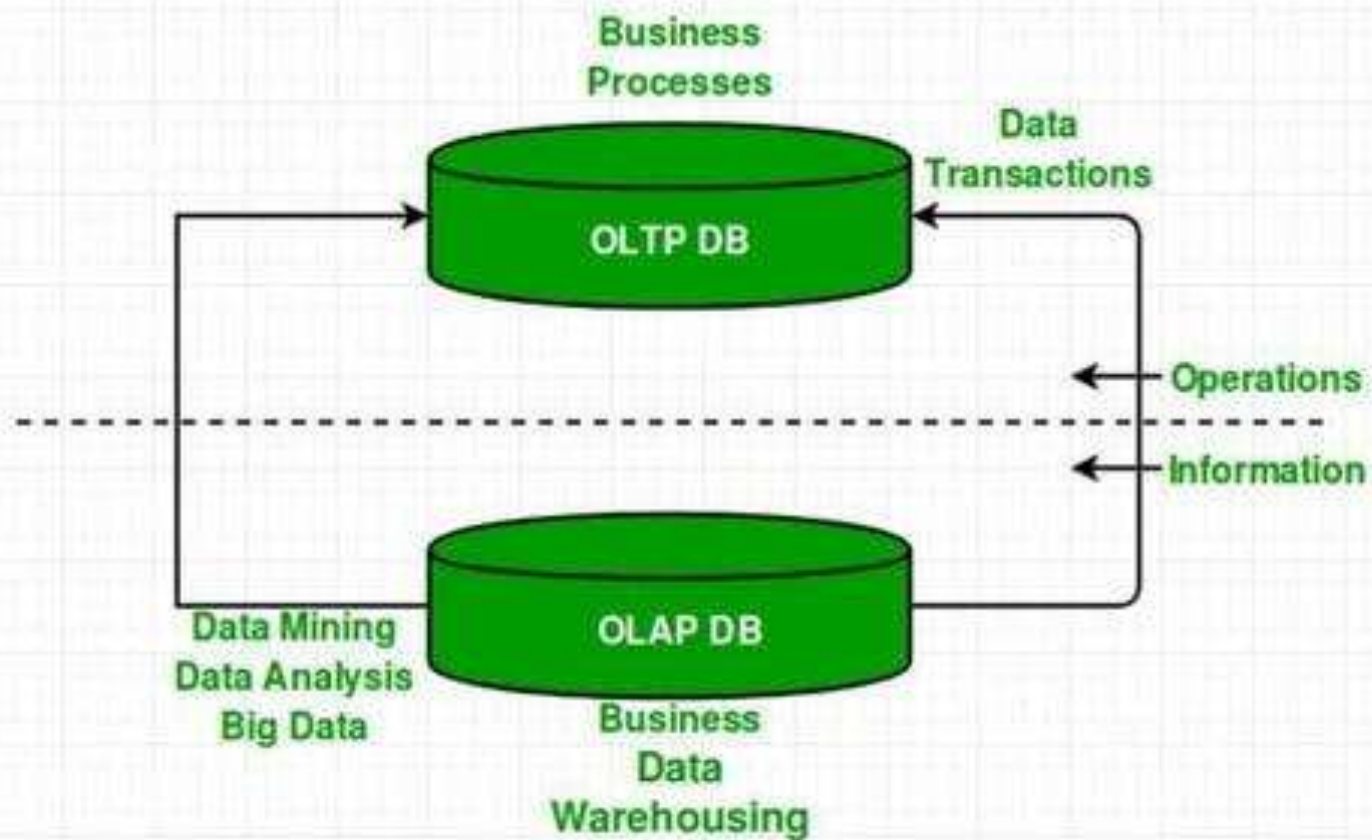 Business
Processes
Data
Transactions
OLTP DB
Operations
Information
Data Mining
Data Analysis
Big Data
OLAP DB
Business
Data
Warehousing